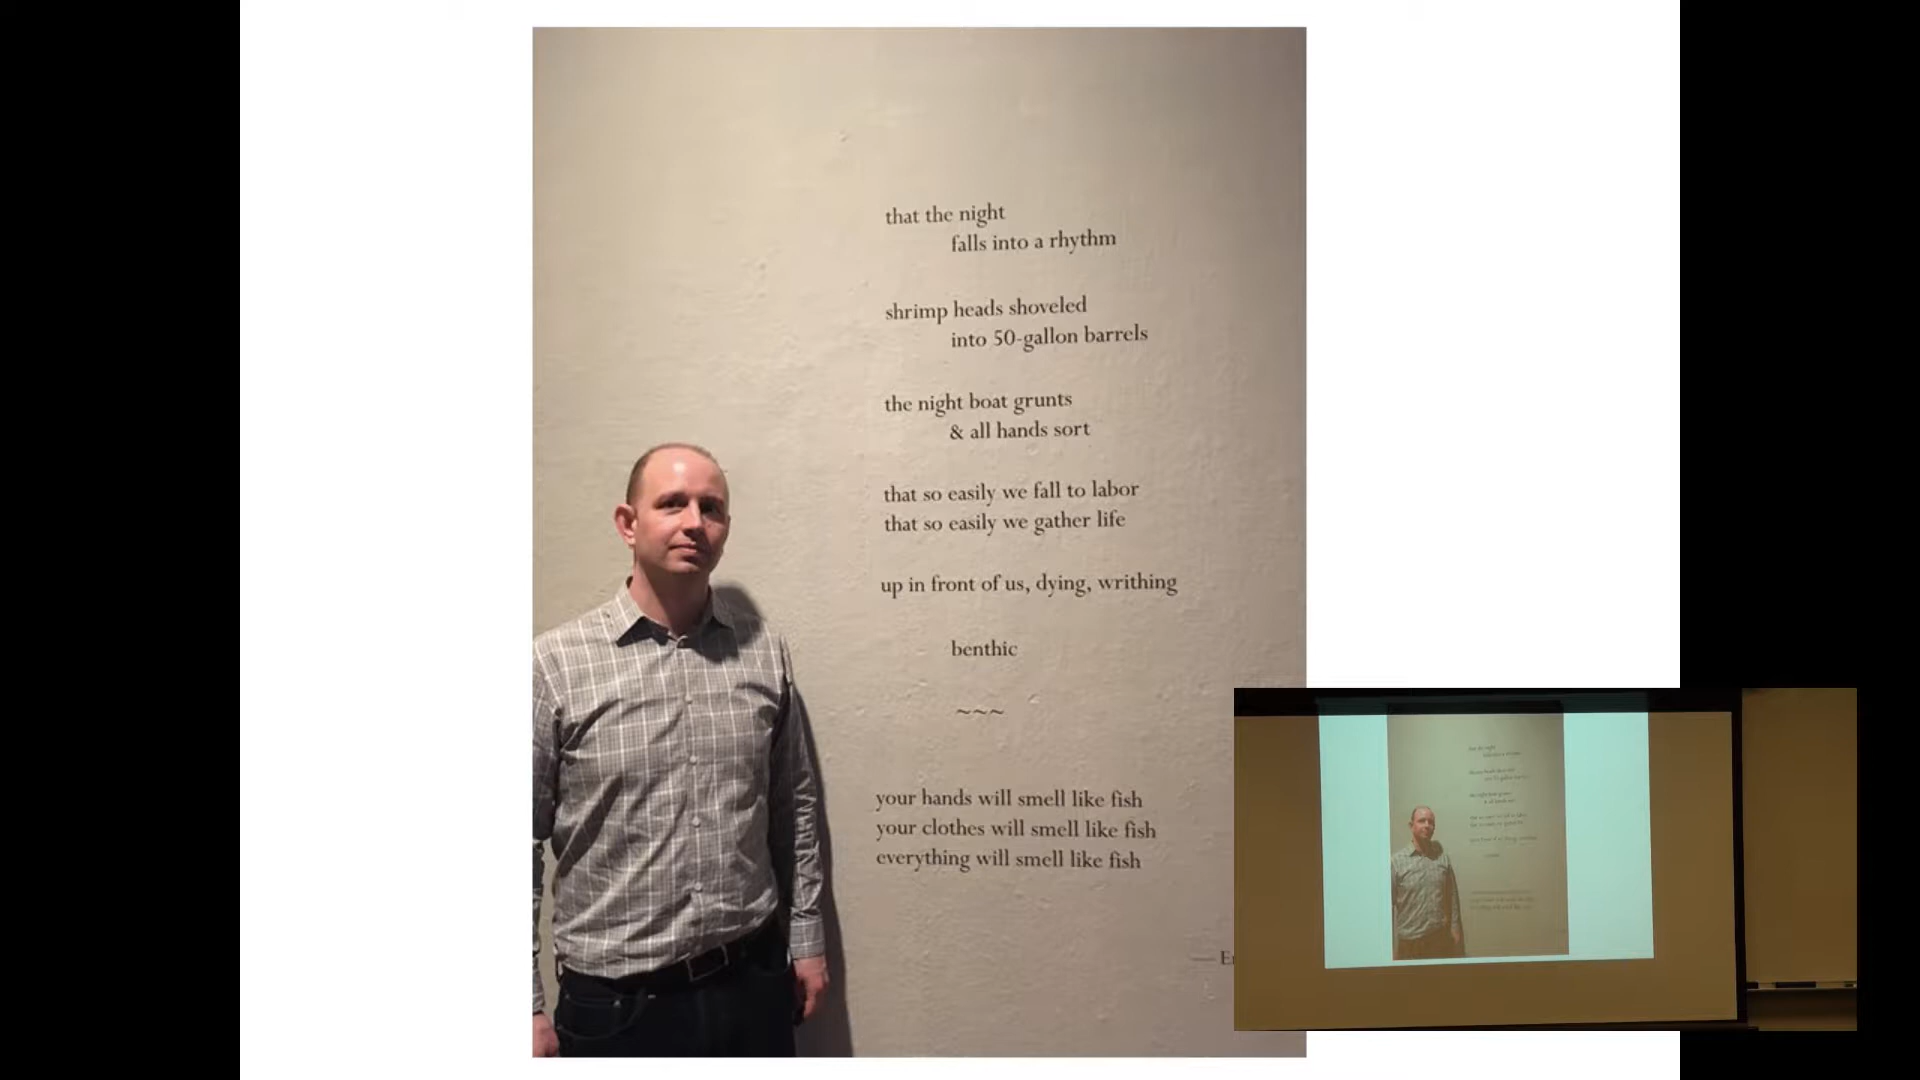 that the night
falls into a rhythm
shrimp heads shoveled
into 50-gallon barrels
the night boat grunts
& all hands sort
that so easily we fall to labor
that so easily we gather life
up in front of us, dying, writhing
benthic
~~~
your hands will smell like fish
your clothes will smell like fish
everything will smell like fish